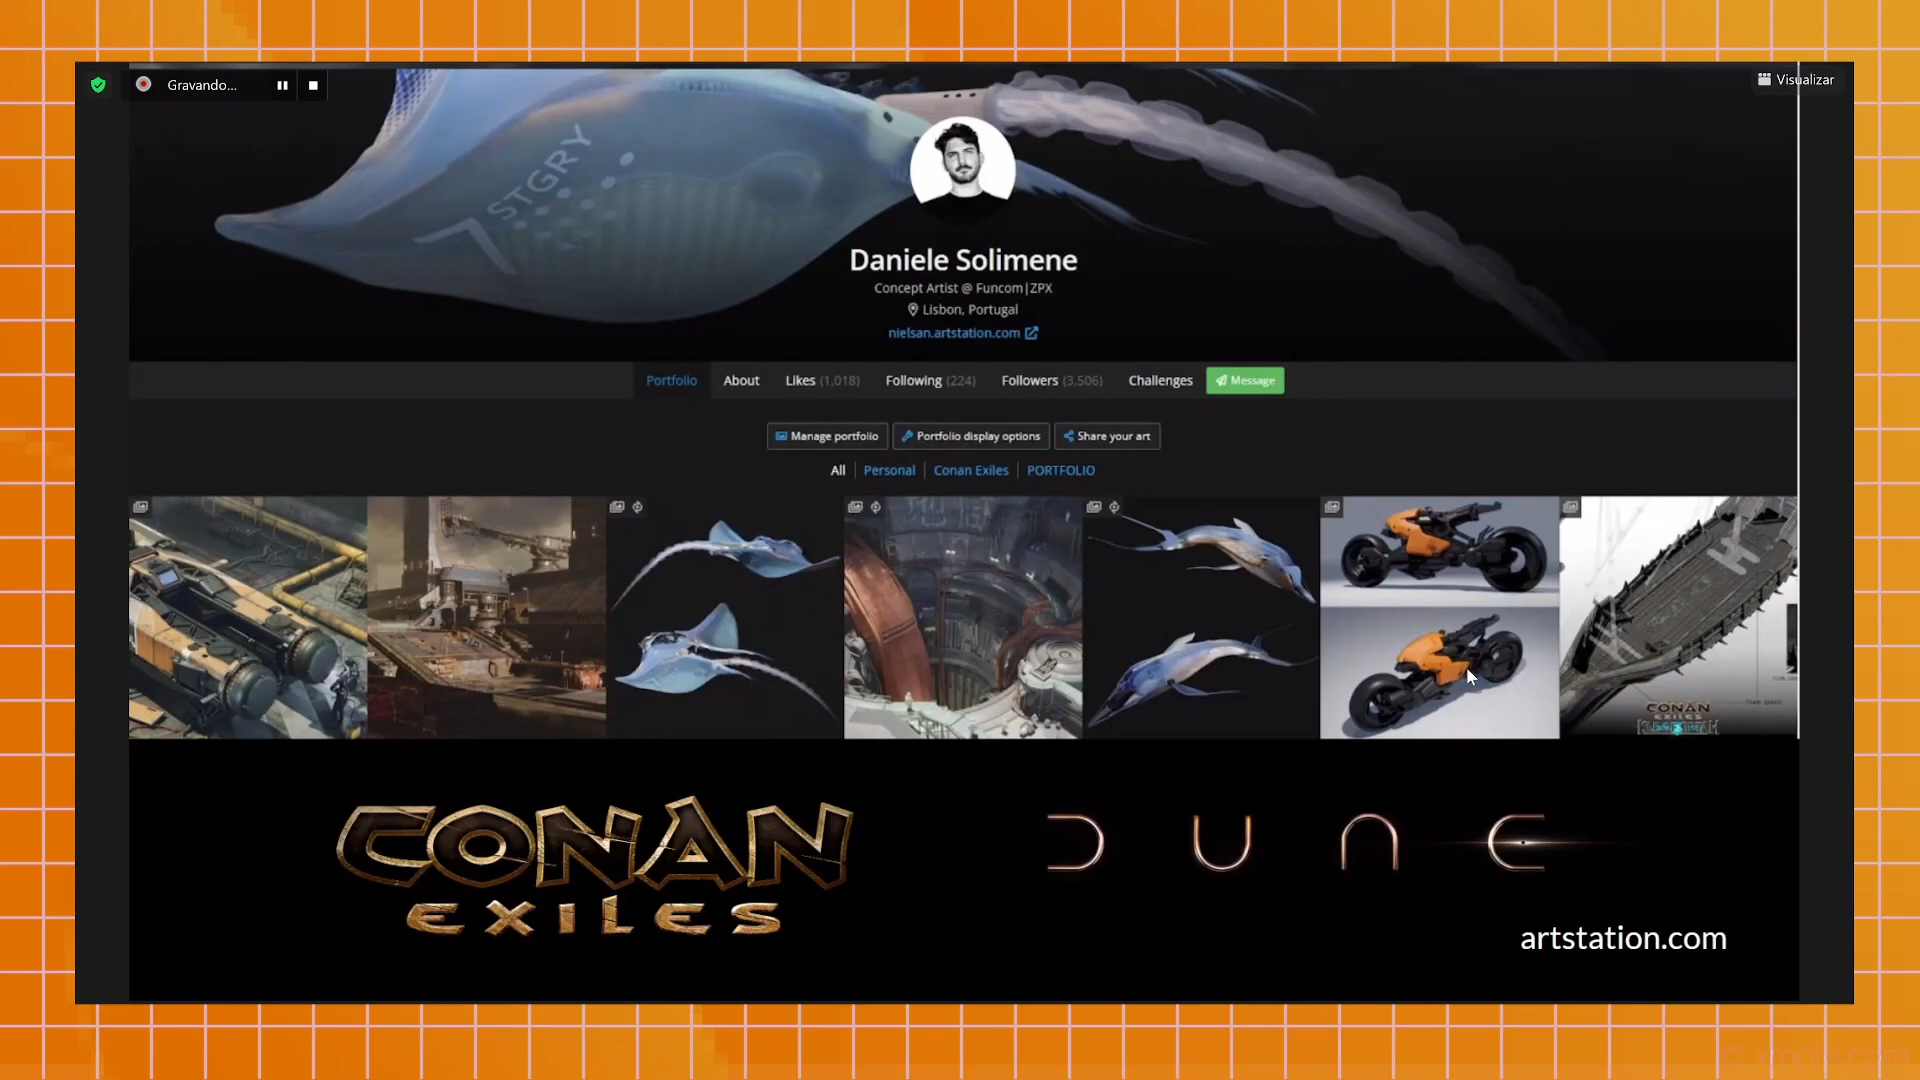 Gravando...
Visualizar
7 STGRY
Daniele Solimene
Concept Artist @ Funcom|ZPX
Lisbon, Portugal
nielsan.artstation.com
Portfolio About Likes (1,018) Following (224) Followers (3,506) Challenges Message
Manage portfolio Portfolio display options Share your art
All Personal Conan Exiles PORTFOLIO
CONAN
EXILES
CONAN
EXILES
DUNE
artstation.com